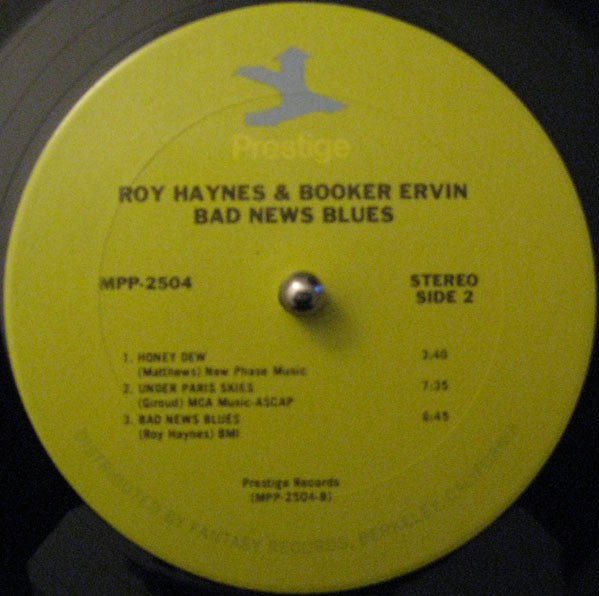 Prestige
ROY HAYNES & BOOKER ERVIN
BAD NEWS BLUES
MPP-2504
STEREO
SIDE 2
1. HONEY DEW 3:40
(Matthews) New Phase Music
2. UNDER PARIS SKIES 7:35
(Giroud) MCA Music-ASCAP
3. BAD NEWS BLUES 6:45
(Roy Haynes) BMI
Prestige Records
(MPP-2504-B)
DISTRIBUTED BY FANTASY RECORDS, BERKELEY, CALIFORNIA